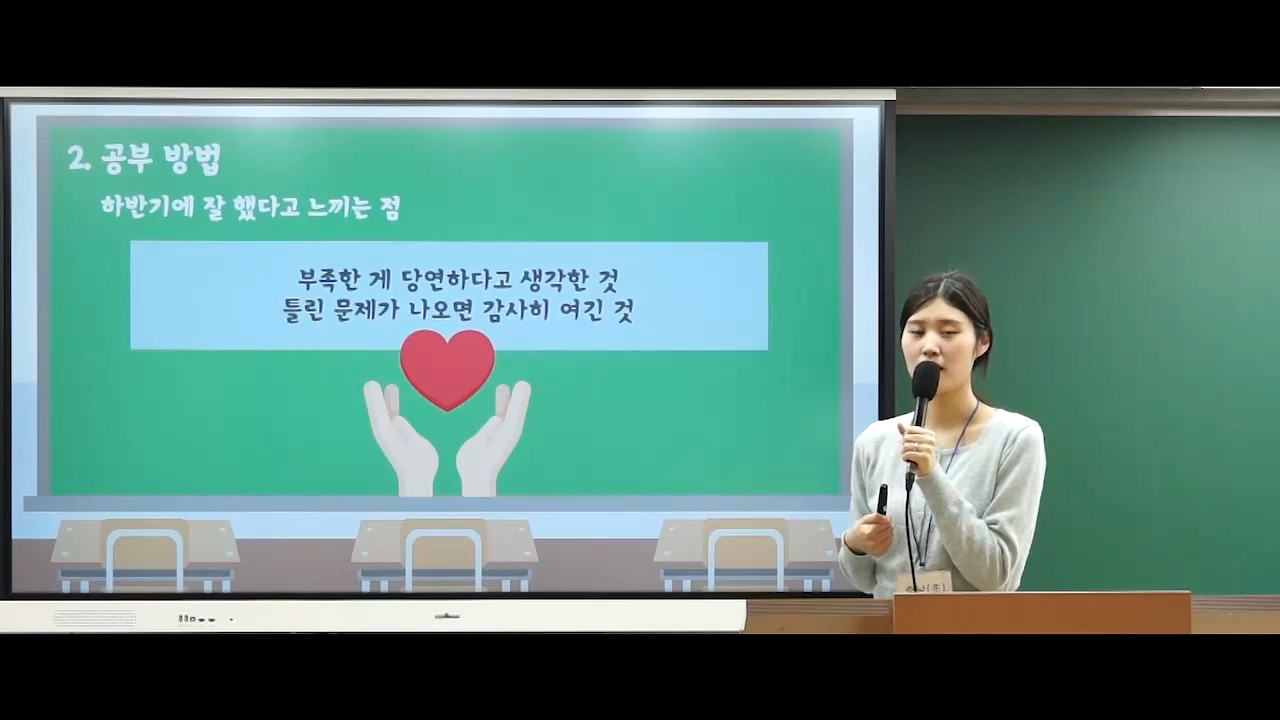 2. 공부 방법
하반기에 잘 했다고 느끼는 점
부족한 게 당연하다고 생각한 것
틀린 문제가 나오면 감사히 여긴 것